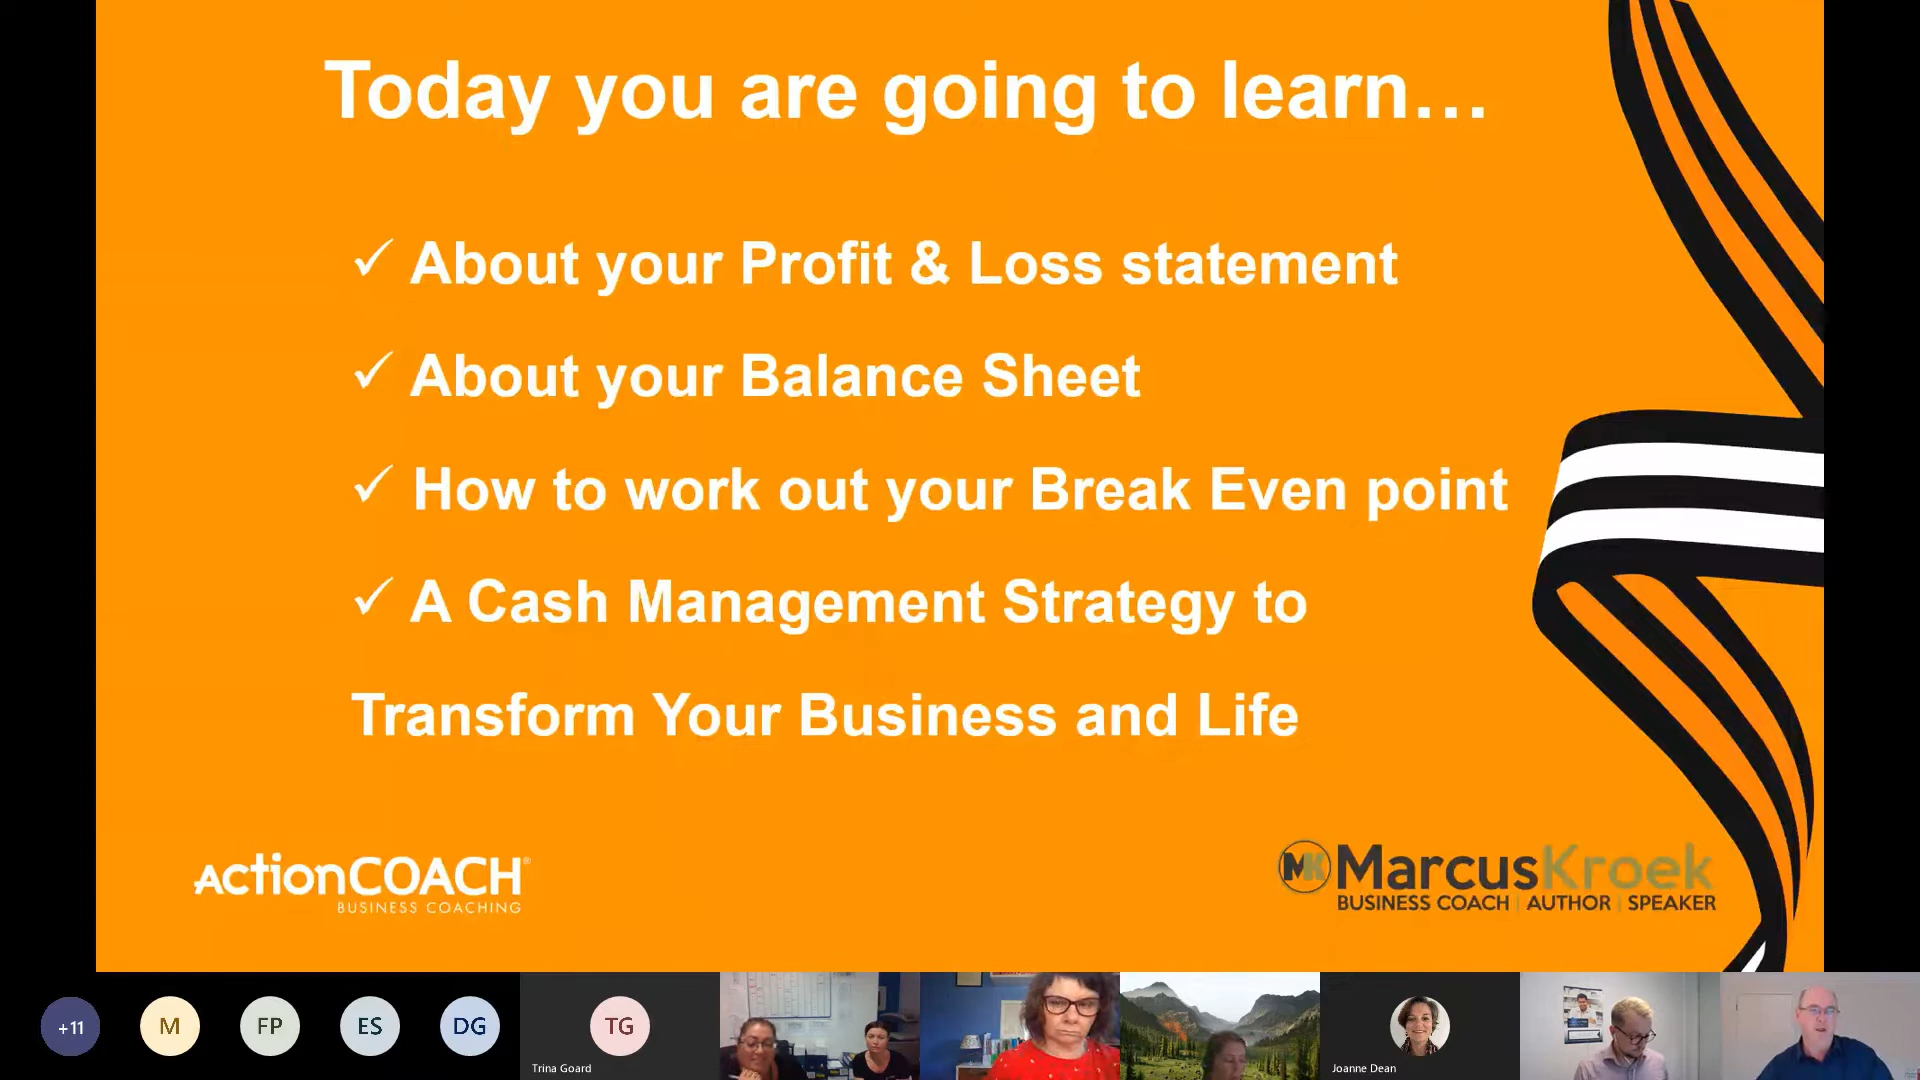 Today you are going to learn...
✓ About your Profit & Loss statement
✓ About your Balance Sheet
✓ How to work out your Break Even point
✓ A Cash Management Strategy to
Transform Your Business and Life
ActionCOACH®
BUSINESS COACHING
MK MarcusKroek
BUSINESS COACH | AUTHOR | SPEAKER
+11
M
FP
ES
DG
TG
Trina Goard
Joanne Dean